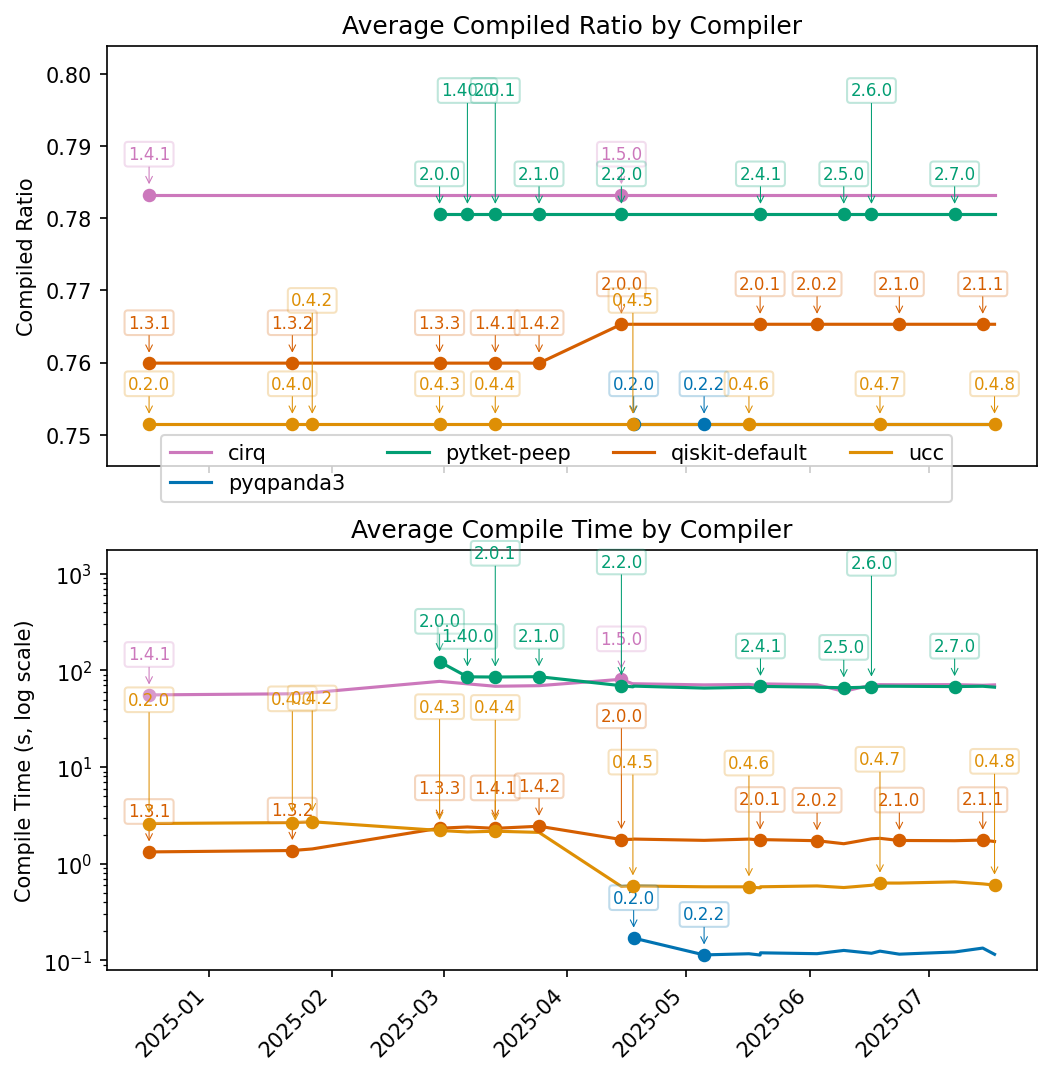 Average Compiled Ratio by Compiler
0.80
1.40.0 2.0.1 2.6.0
0.79
1.4.1 1.5.0
2.0.0 2.1.0 2.2.0 2.4.1 2.5.0 2.7.0
0.78
0.77
0.4.2 2.0.0 0.4.5 2.0.1 2.0.2 2.1.0 2.1.1
1.3.1 1.3.2 1.3.3 1.4.1 1.4.2
0.76
0.2.0 0.4.0 0.4.3 0.4.4 0.2.0 0.2.2 0.4.6 0.4.7 0.4.8
0.75
Compiled Ratio
cirq pytket-peep qiskit-default ucc
pyqpanda3
Average Compile Time by Compiler
2.0.1 2.2.0 2.6.0
10³
2.0.0 1.40.0 2.1.0 1.5.0 2.4.1 2.5.0 2.7.0
1.4.1
10²
0.2.0 0.4.0 0.4.2 0.4.3 0.4.4 2.0.0
0.4.5 0.4.6 0.4.7 0.4.8
10¹
1.3.1 1.3.2 1.3.3 1.4.1 1.4.2 2.0.1 2.0.2 2.1.0 2.1.1
10⁰
0.2.0 0.2.2
10⁻¹
Compile Time (s, log scale)
2025-01 2025-02 2025-03 2025-04 2025-05 2025-06 2025-07